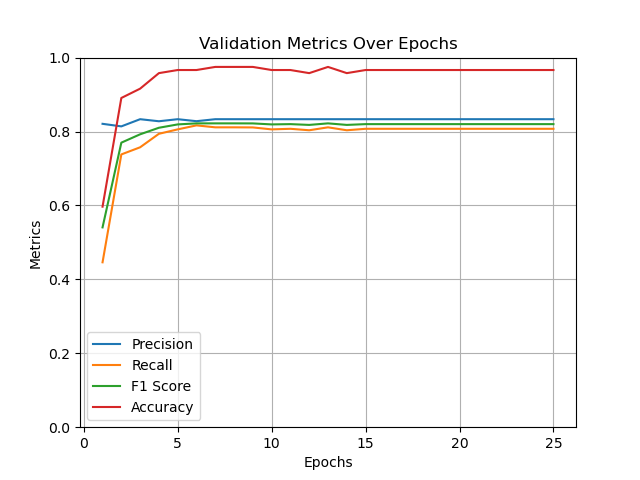 Validation Metrics Over Epochs
1.0
0.8
0.6
0.4
0.2
0.0
Metrics
Precision
Recall
F1 Score
Accuracy
0 5 10 15 20 25
Epochs